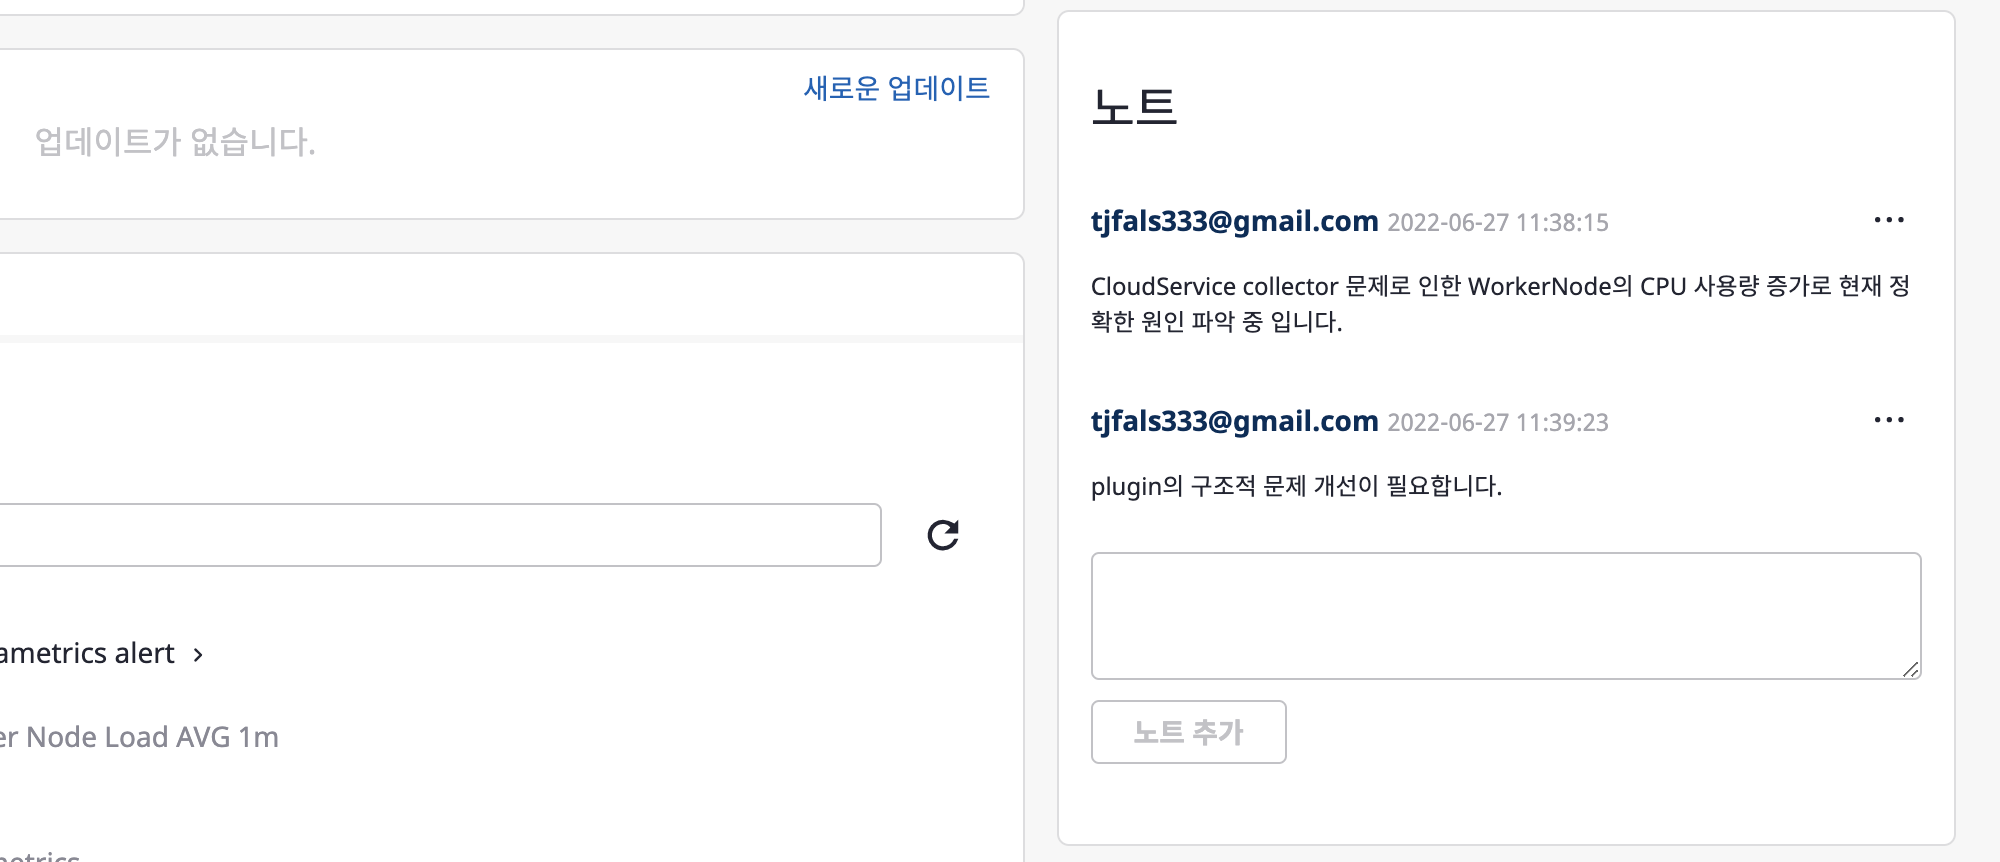 새로운 업데이트
업데이트가 없습니다.
ametrics alert
er Node Load AVG 1m
노트
tjfals333@gmail.com 2022-06-27 11:38:15
CloudService collector 문제로 인한 WorkerNode의 CPU 사용량 증가로 현재 정
확한 원인 파악 중 입니다.
tjfals333@gmail.com 2022-06-27 11:39:23
plugin의 구조적 문제 개선이 필요합니다.
노트 추가